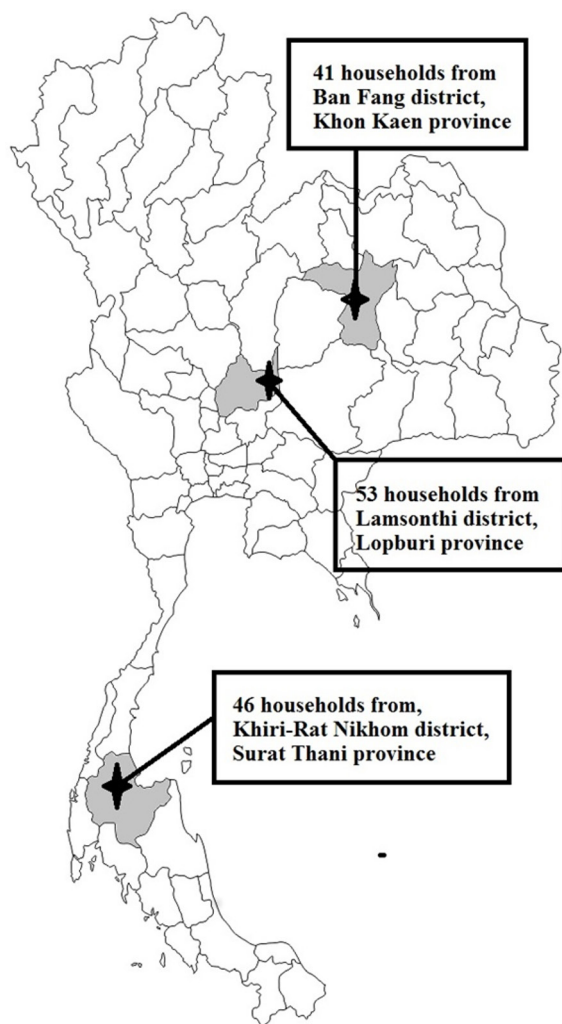 41 households from
Ban Fang district,
Khon Kaen province
53 households from
Lamsonthi district,
Lopburi province
46 households from,
Khiri-Rat Nikhom district,
Surat Thani province